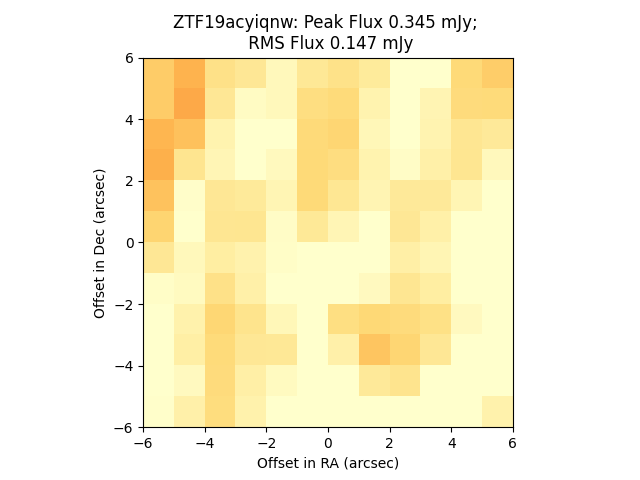 ZTF19acyiqnw: Peak Flux 0.345 mJy;
RMS Flux 0.147 mJy
6
4
2
0
−2
−4
−6
Offset in Dec (arcsec)
−6 −4 −2 0 2 4 6
Offset in RA (arcsec)